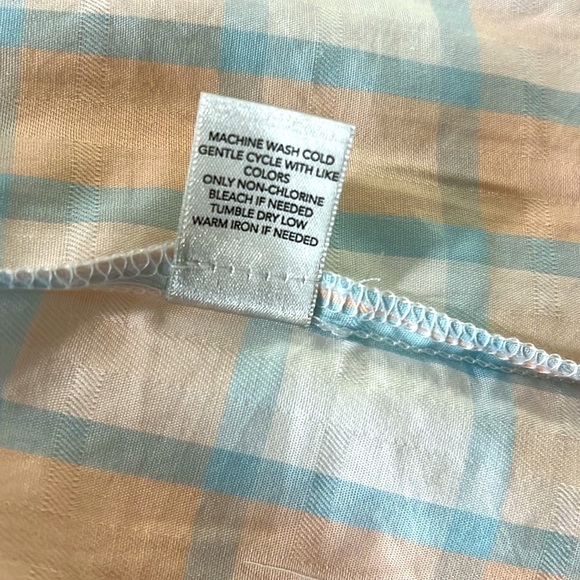 MACHINE WASH COLD
GENTLE CYCLE WITH LIKE
COLORS
ONLY NON-CHLORINE
BLEACH IF NEEDED
TUMBLE DRY LOW
WARM IRON IF NEEDED